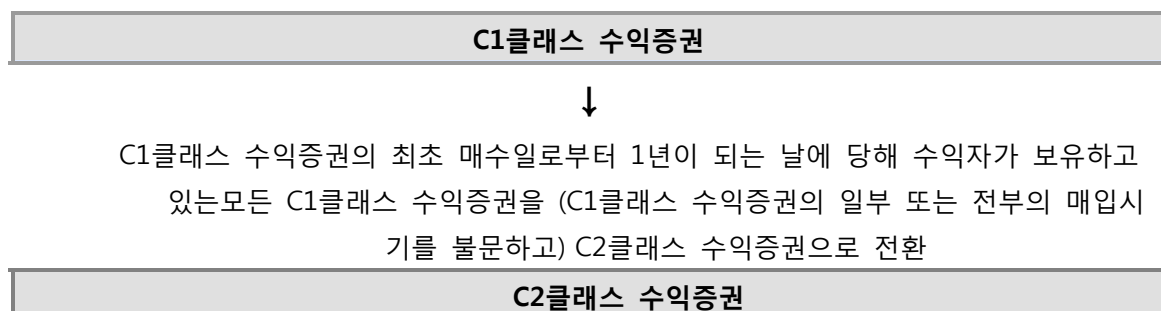 C1클래스 수익증권
↓
C1클래스 수익증권의 최초 매수일로부터 1년이 되는 날에 당해 수익자가 보유하고
있는모든 C1클래스 수익증권을 (C1클래스 수익증권의 일부 또는 전부의 매입시
기를 불문하고) C2클래스 수익증권으로 전환
C2클래스 수익증권